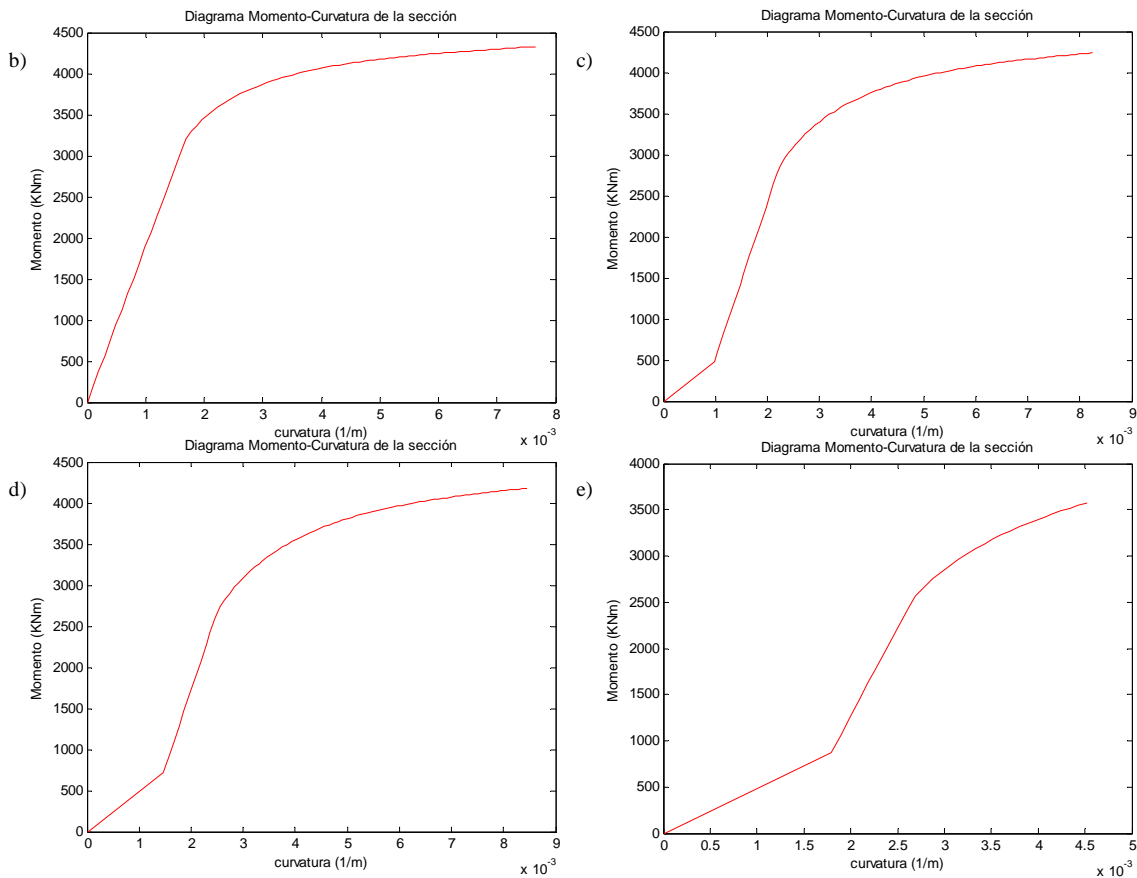 b)
Diagrama Momento-Curvatura de la sección
4500
4000
3500
3000
2500
2000
1500
1000
500
0
Momento (KNm)
0 1 2 3 4 5 6 7 8
curvatura (1/m)
x 10⁻³
c)
Diagrama Momento-Curvatura de la sección
4500
4000
3500
3000
2500
2000
1500
1000
500
0
Momento (KNm)
0 1 2 3 4 5 6 7 8 9
curvatura (1/m)
x 10⁻³
d)
Diagrama Momento-Curvatura de la sección
4500
4000
3500
3000
2500
2000
1500
1000
500
0
Momento (KNm)
0 1 2 3 4 5 6 7 8 9
curvatura (1/m)
x 10⁻³
e)
Diagrama Momento-Curvatura de la sección
4000
3500
3000
2500
2000
1500
1000
500
0
Momento (KNm)
0 0.5 1 1.5 2 2.5 3 3.5 4 4.5 5
curvatura (1/m)
x 10⁻³